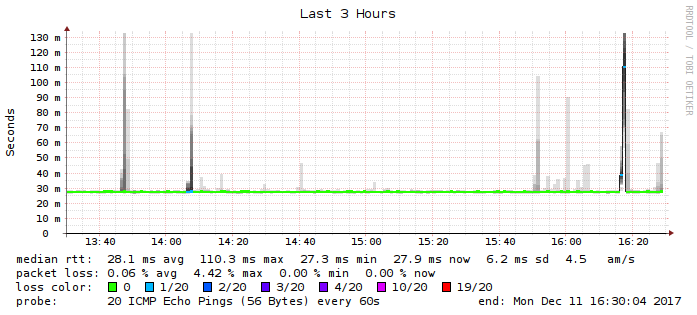 Last 3 Hours
RRDTOOL / TOBI OETIKER
Seconds
130 m
120 m
110 m
100 m
90 m
80 m
70 m
60 m
50 m
40 m
30 m
20 m
10 m
0
13:40 14:00 14:20 14:40 15:00 15:20 15:40 16:00 16:20
median rtt: 28.1 ms avg 110.3 ms max 27.3 ms min 27.9 ms now 6.2 ms sd 4.5 am/s
packet loss: 0.06 % avg 4.42 % max 0.00 % min 0.00 % now
loss color: 0 1/20 2/20 3/20 4/20 10/20 19/20
probe: 20 ICMP Echo Pings (56 Bytes) every 60s end: Mon Dec 11 16:30:04 2017